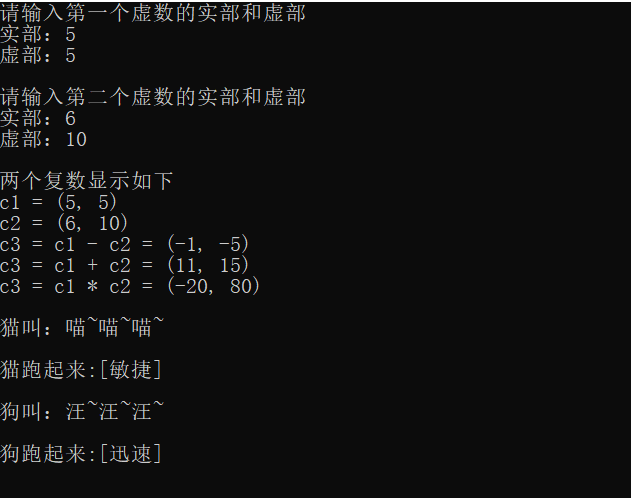 请输入第一个虚数的实部和虚部
实部：5
虚部：5
请输入第二个虚数的实部和虚部
实部：6
虚部：10
两个复数显示如下
c1 = (5, 5)
c2 = (6, 10)
c3 = c1 - c2 = (-1, -5)
c3 = c1 + c2 = (11, 15)
c3 = c1 * c2 = (-20, 80)
猫叫：喵~喵~喵~
猫跑起来:[敏捷]
狗叫：汪~汪~汪~
狗跑起来:[迅速]